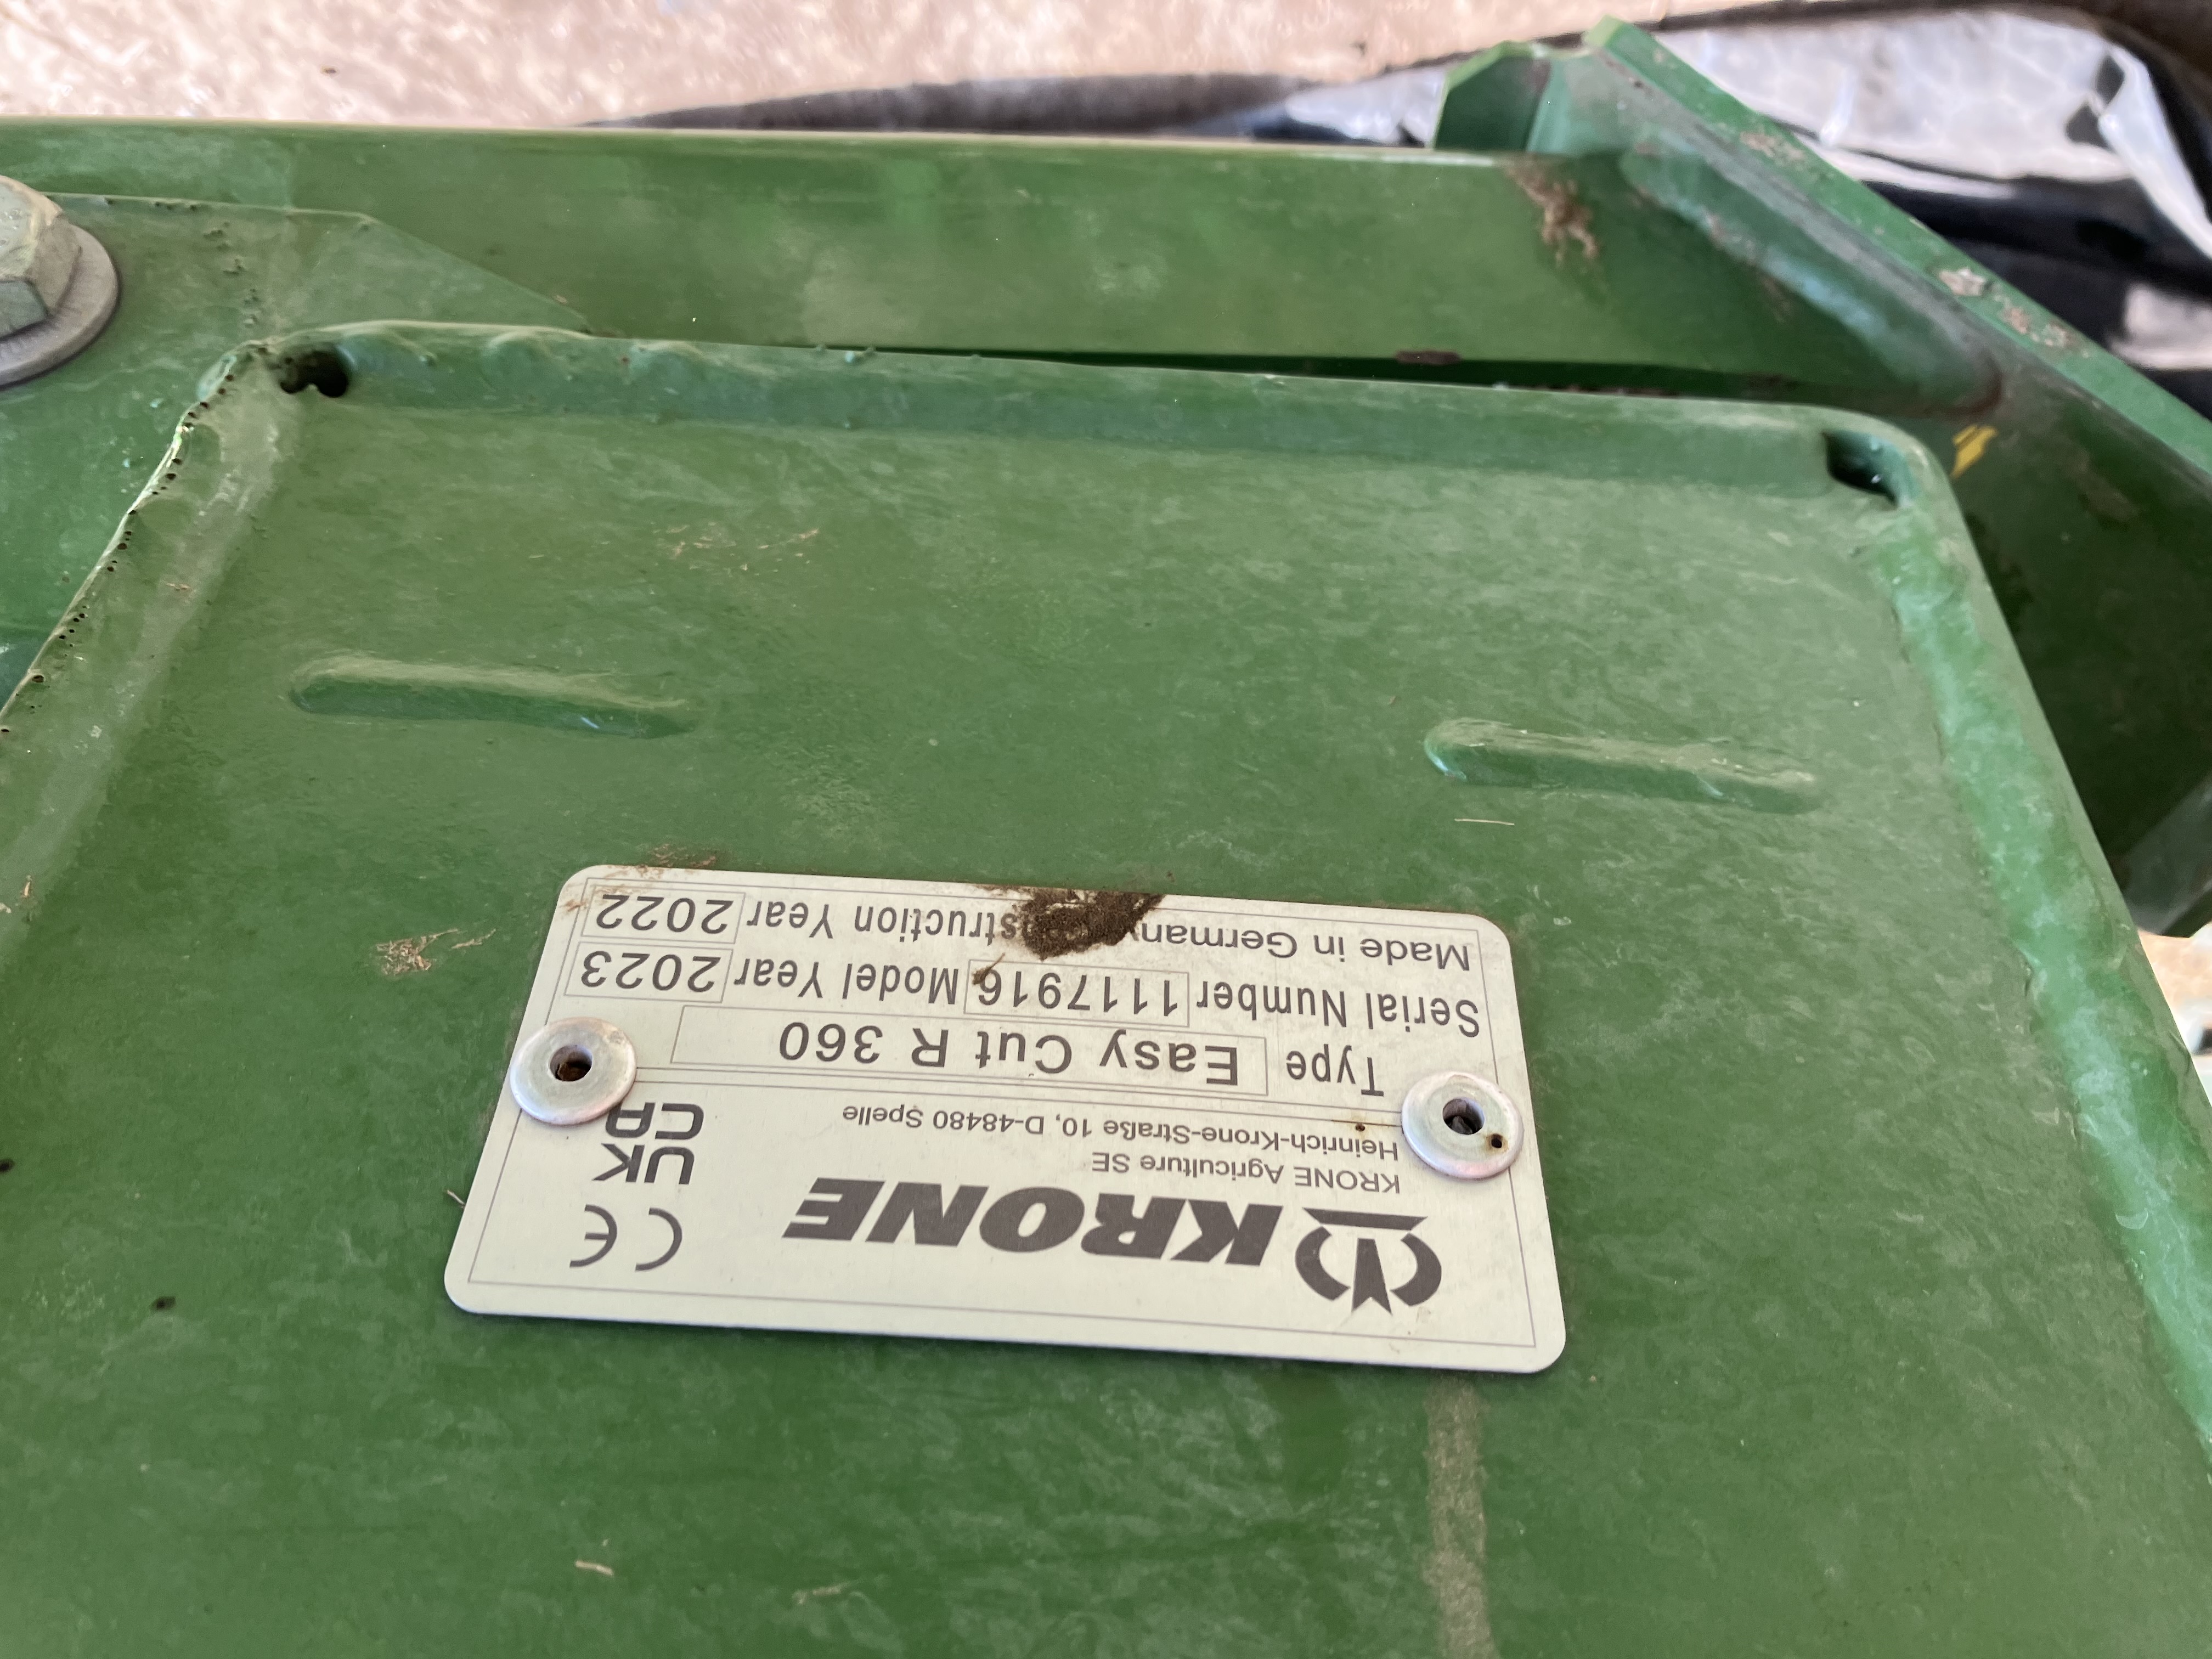 KRONE
CE
KRONE Agriculture SE
UK
CA
Heinrich-Krone-Straße 10, D-48480 Spelle
Type Easy Cut R 360
Serial Number 1117916 Model Year 2023
Made in Germany Year 2022